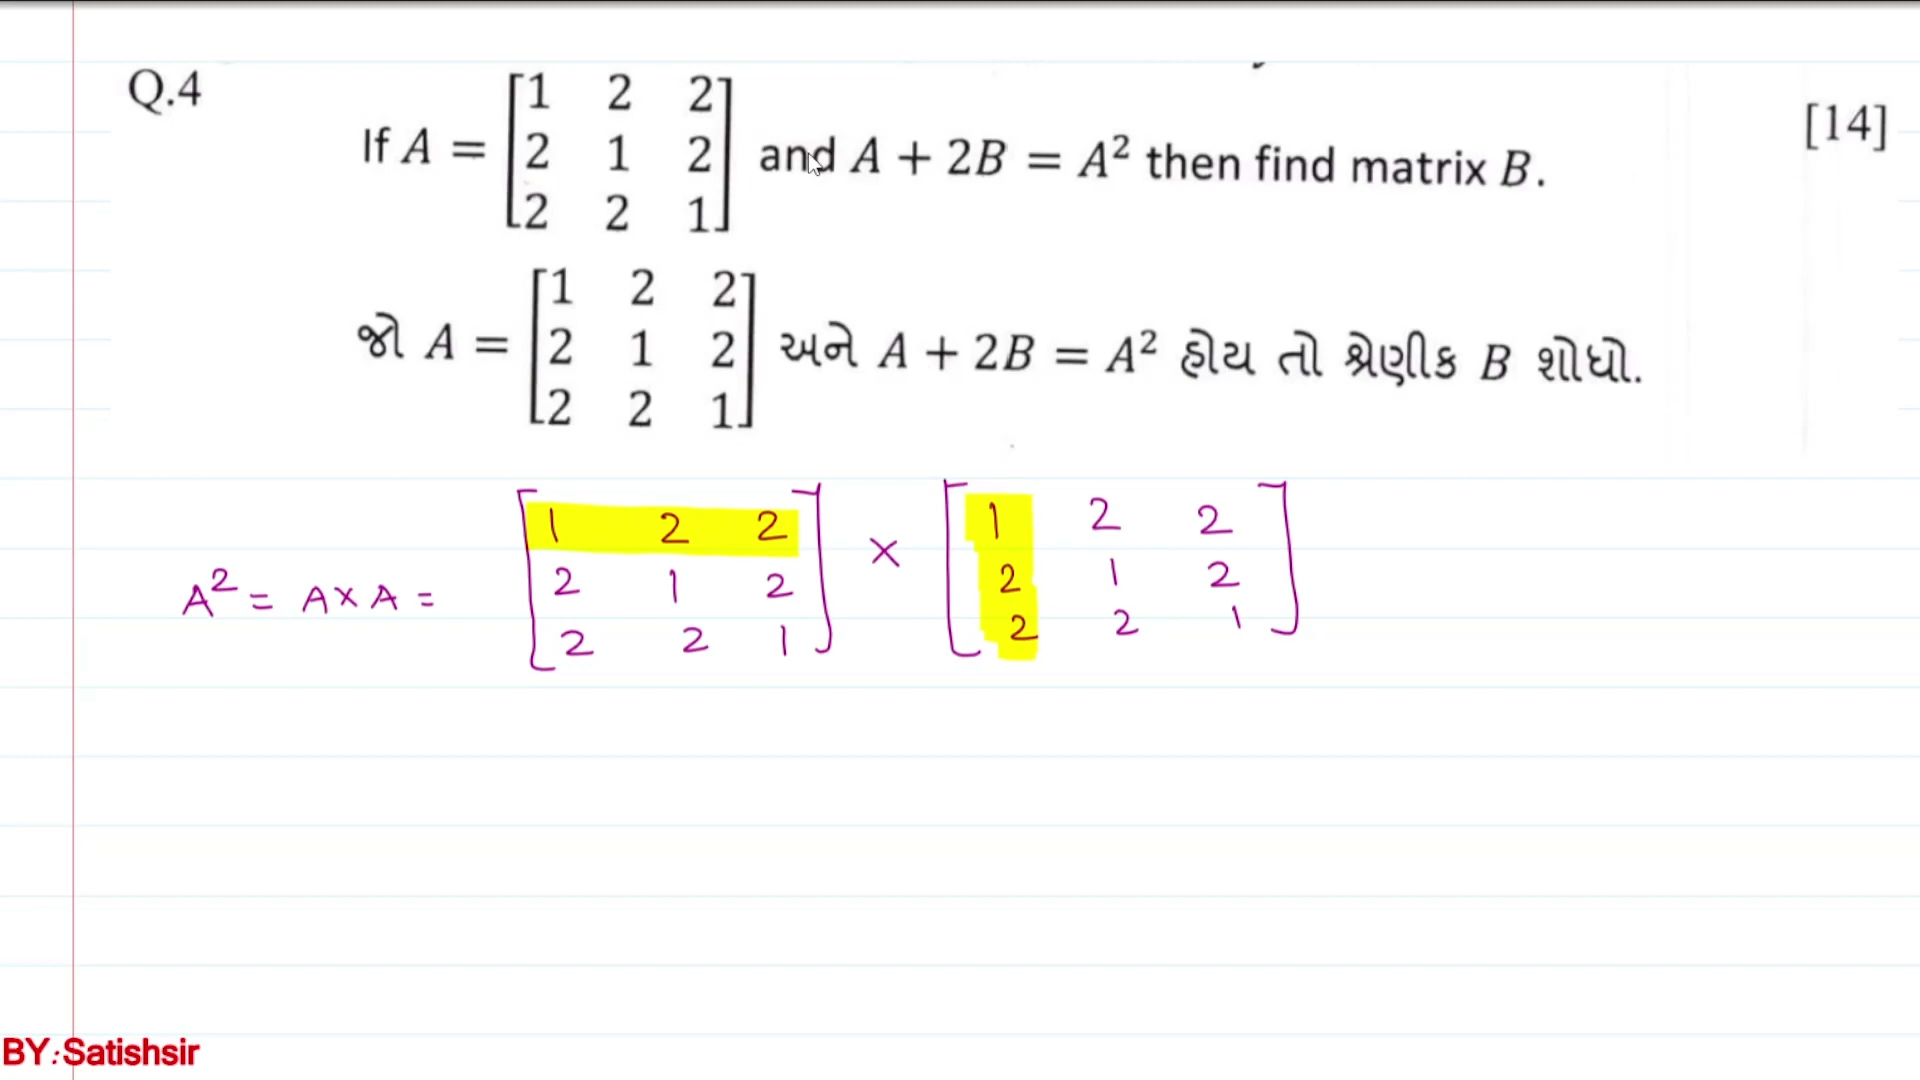 Q.4
[14]
If A = [1 2 2
2 1 2
2 2 1] and A + 2B = A² then find matrix B.
જો A = [1 2 2
2 1 2
2 2 1] અને A + 2B = A² હોય તો શ્રેણીક B શોધો.
A² = A × A = [1 2 2
2 1 2
2 2 1] × [1 2 2
2 1 2
2 2 1]
BY:Satishsir